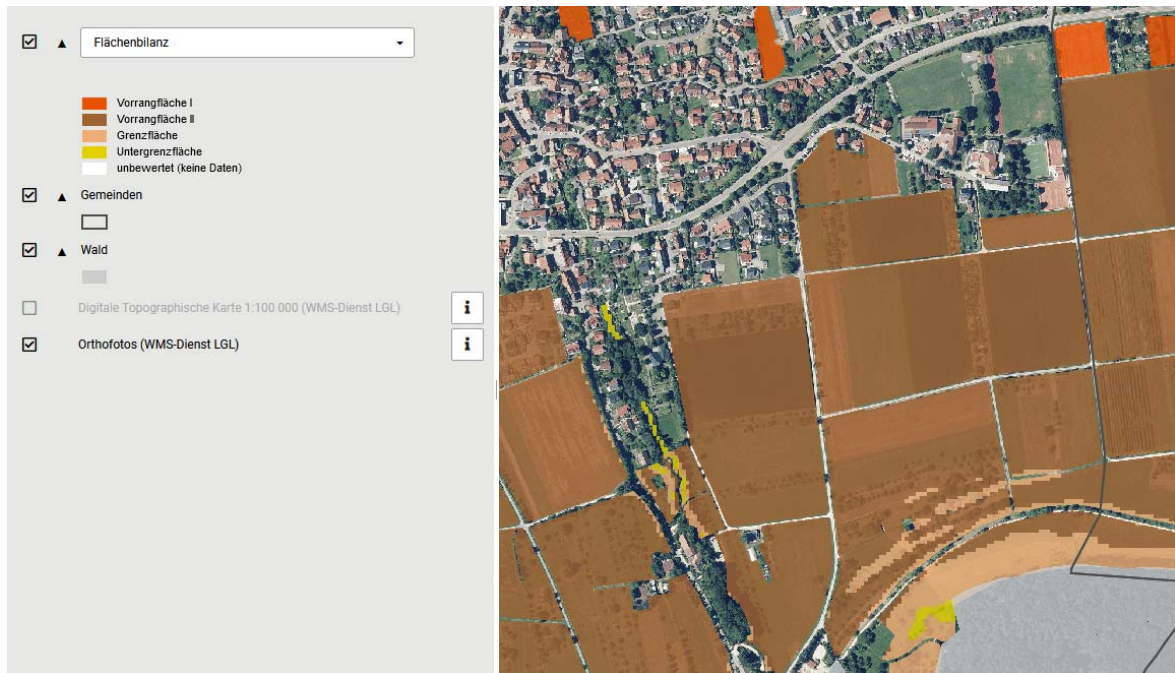 Flächenbilanz
Vorrangfläche I
Vorrangfläche II
Grenzfläche
Untergrenzfläche
unbewertet (keine Daten)
Gemeinden
Wald
Digitale Topographische Karte 1:100 000 (WMS-Dienst LGL)
i
Orthofotos (WMS-Dienst LGL)
i